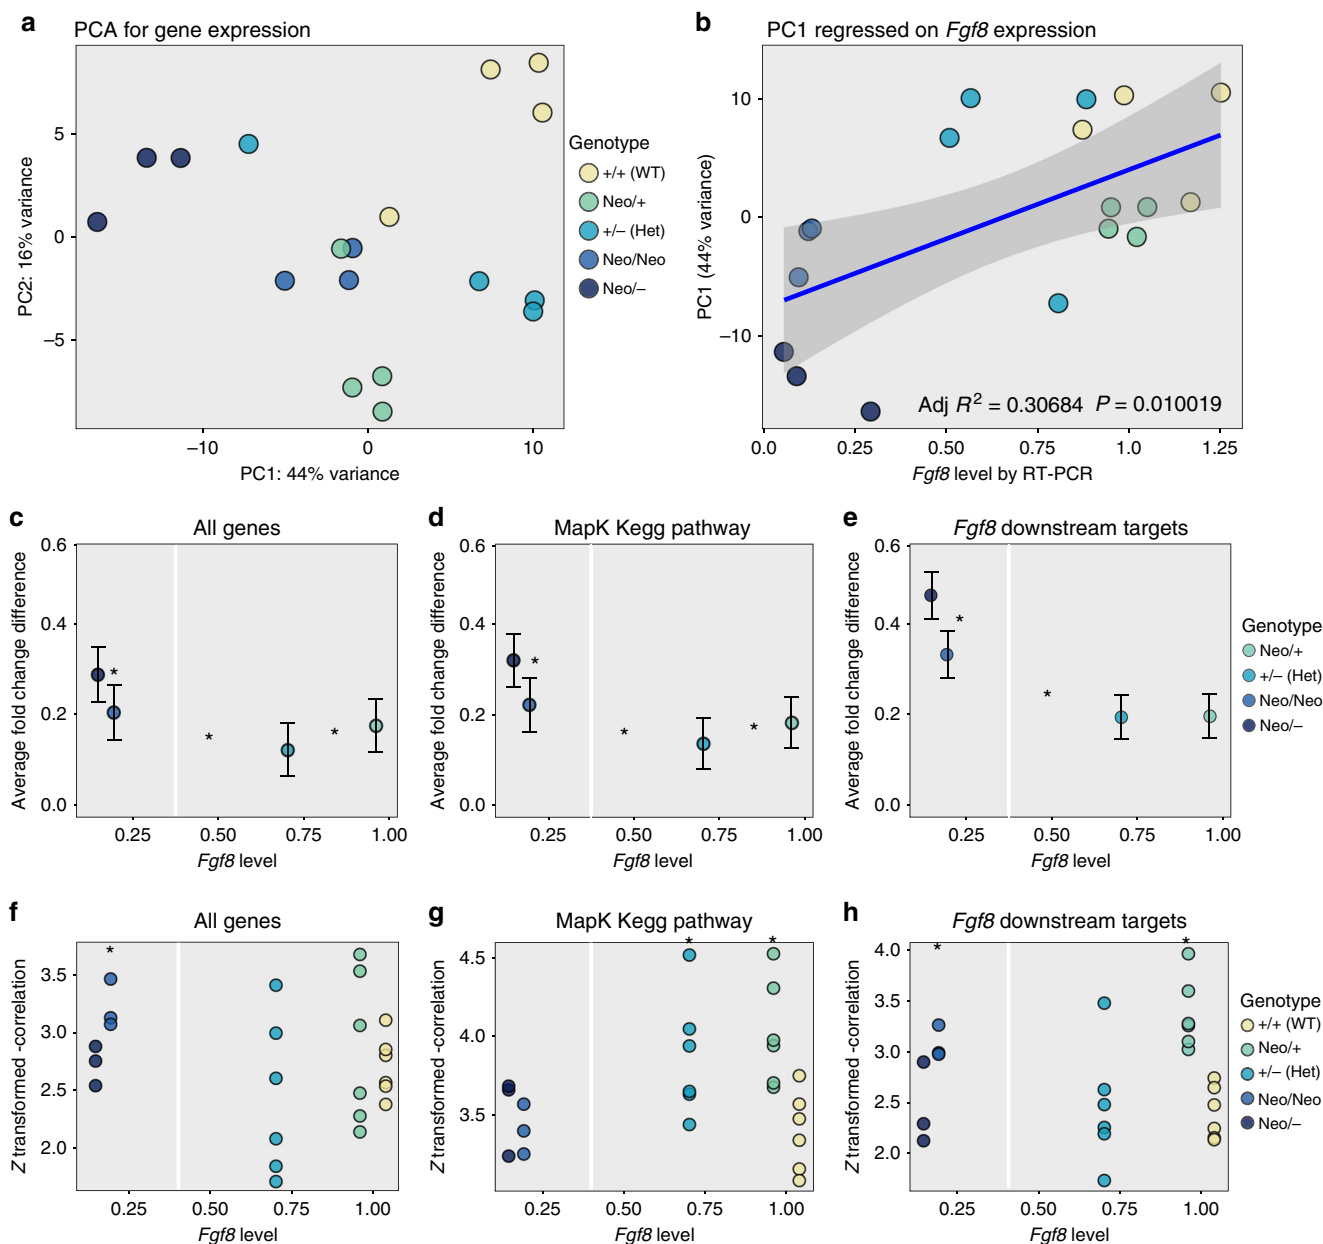 a
PCA for gene expression
PC2: 16% variance
5
0
−5
−10
0
10
PC1: 44% variance
Genotype
+/+ (WT)
Neo/+
+/− (Het)
Neo/Neo
Neo/−
b
PC1 regressed on Fgf8 expression
PC1 (44% variance)
10
0
−10
Adj R² = 0.30684 P = 0.010019
0.0
0.25
0.50
0.75
1.0
1.25
Fgf8 level by RT-PCR
c
All genes
Average fold change difference
0.6
0.4
0.2
0.0
*
*
*
0.25
0.50
0.75
1.00
Fgf8 level
d
MapK Kegg pathway
Average fold change difference
0.6
0.4
0.2
0.0
*
*
*
0.25
0.50
0.75
1.00
Fgf8 level
e
Fgf8 downstream targets
Average fold change difference
0.6
0.4
0.2
0.0
*
*
0.25
0.50
0.75
1.00
Fgf8 level
Genotype
Neo/+
+/− (Het)
Neo/Neo
Neo/−
f
All genes
Z transformed -correlation
3.5
3.0
2.5
2.0
*
0.25
0.50
0.75
1.00
Fgf8 level
g
MapK Kegg pathway
Z transformed -correlation
4.5
4.0
3.5
*
*
0.25
0.50
0.75
1.00
Fgf8 level
h
Fgf8 downstream targets
Z transformed -correlation
4.0
3.5
3.0
2.5
2.0
*
*
0.25
0.50
0.75
1.00
Fgf8 level
Genotype
+/+ (WT)
Neo/+
+/− (Het)
Neo/Neo
Neo/−